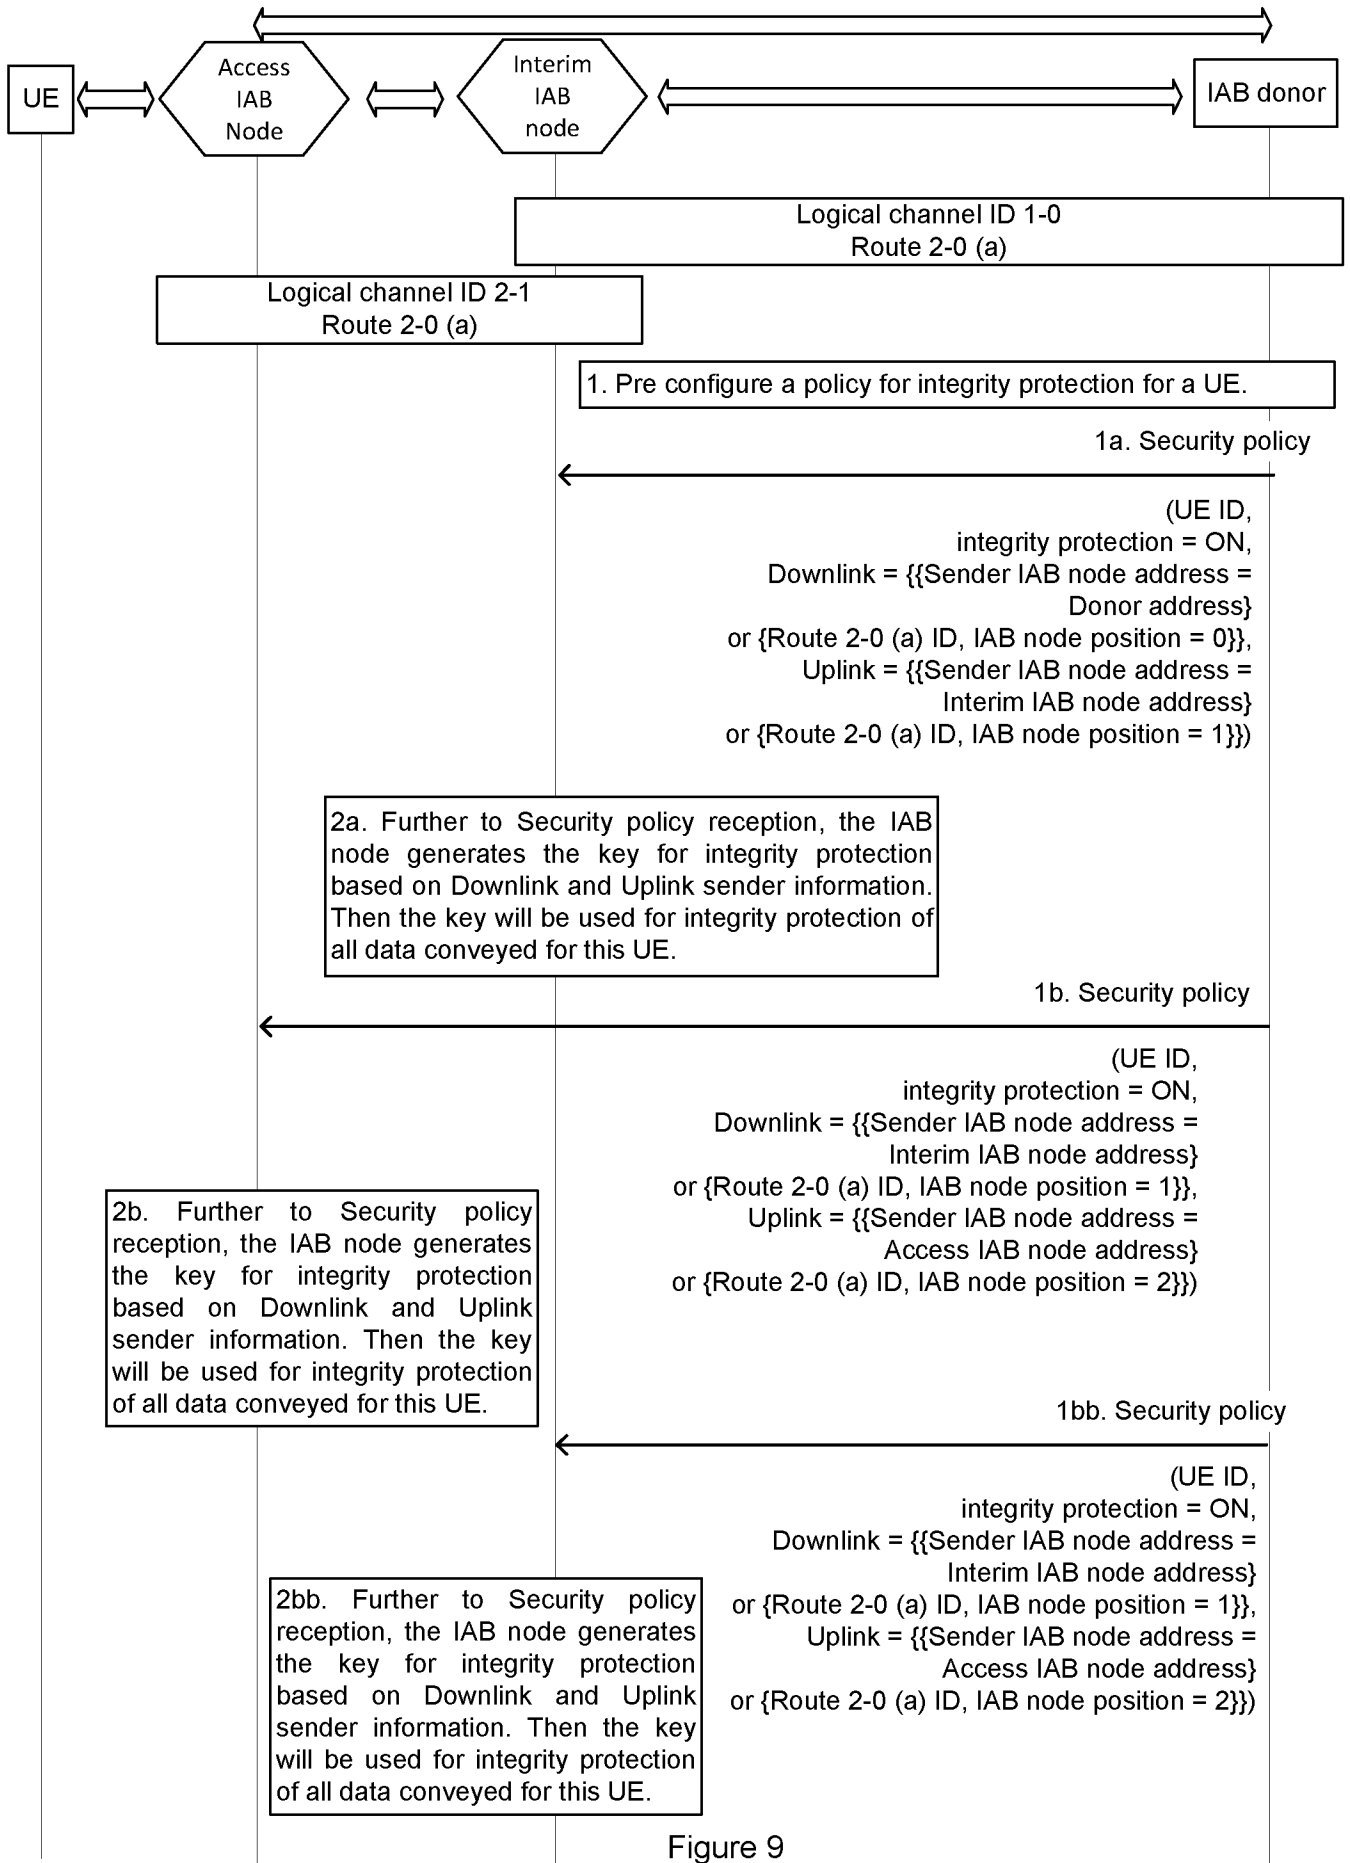 UE
Access
IAB
Node
Interim
IAB
node
IAB donor
Logical channel ID 1-0
Route 2-0 (a)
Logical channel ID 2-1
Route 2-0 (a)
1. Pre configure a policy for integrity protection for a UE.
1a. Security policy
(UE ID,
integrity protection = ON,
Downlink = {{Sender IAB node address =
Donor address}
or {Route 2-0 (a) ID, IAB node position = 0}},
Uplink = {{Sender IAB node address =
Interim IAB node address}
or {Route 2-0 (a) ID, IAB node position = 1}})
2a. Further to Security policy reception, the IAB
node generates the key for integrity protection
based on Downlink and Uplink sender information.
Then the key will be used for integrity protection of
all data conveyed for this UE.
1b. Security policy
(UE ID,
integrity protection = ON,
Downlink = {{Sender IAB node address =
Interim IAB node address}
or {Route 2-0 (a) ID, IAB node position = 1}},
Uplink = {{Sender IAB node address =
Access IAB node address}
or {Route 2-0 (a) ID, IAB node position = 2}})
2b. Further to Security policy
reception, the IAB node generates
the key for integrity protection
based on Downlink and Uplink
sender information. Then the key
will be used for integrity protection
of all data conveyed for this UE.
1bb. Security policy
(UE ID,
integrity protection = ON,
Downlink = {{Sender IAB node address =
Interim IAB node address}
or {Route 2-0 (a) ID, IAB node position = 1}},
Uplink = {{Sender IAB node address =
Access IAB node address}
or {Route 2-0 (a) ID, IAB node position = 2}})
2bb. Further to Security policy
reception, the IAB node generates
the key for integrity protection
based on Downlink and Uplink
sender information. Then the key
will be used for integrity protection
of all data conveyed for this UE.
Figure 9